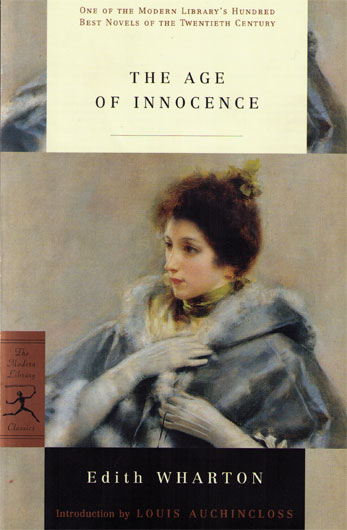 One of the Modern Library's Hundred
Best Novels of the Twentieth Century
THE AGE
OF INNOCENCE
The
Modern
Library
Classics
Edith WHARTON
Introduction by LOUIS AUCHINCLOSS